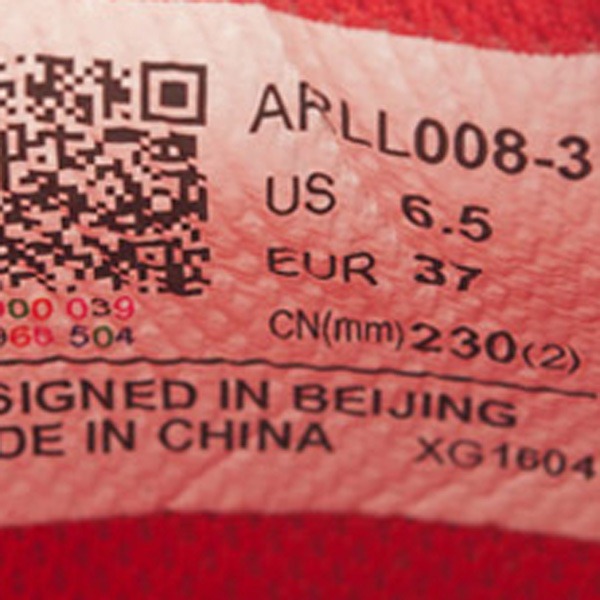 ARLL008-3
US 6.5
EUR 37
CN(mm)230(2)
000 039
968 504
SIGNED IN BEIJING
DE IN CHINA
XG1604